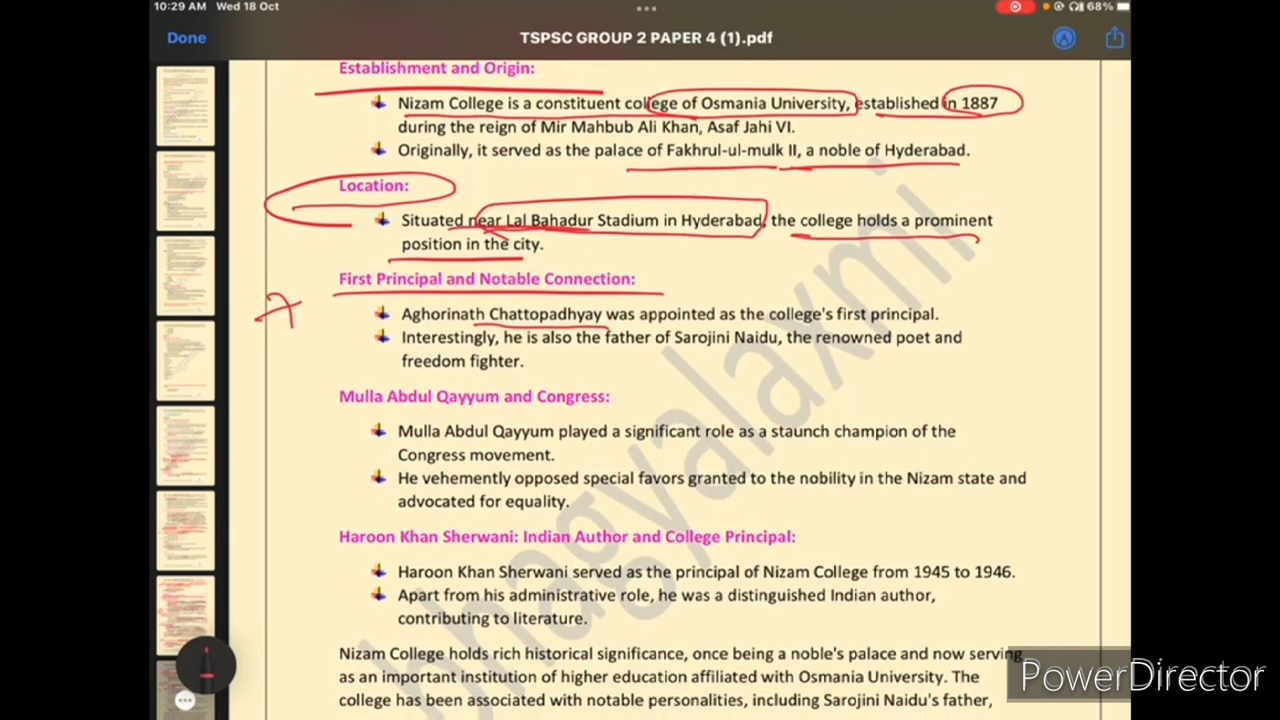 10:29 AM Wed 18 Oct
68%
Done
TSPSC GROUP 2 PAPER 4 (1).pdf
Establishment and Origin:
Nizam College is a constituent college of Osmania University, established in 1887
during the reign of Mir Mahbub Ali Khan, Asaf Jahi VI.
Originally, it served as the palace of Fakhrul-ul-mulk II, a noble of Hyderabad.
Location:
Situated near Lal Bahadur Stadium in Hyderabad, the college holds a prominent
position in the city.
First Principal and Notable Connection:
Aghorinath Chattopadhyay was appointed as the college's first principal.
Interestingly, he is also the father of Sarojini Naidu, the renowned poet and
freedom fighter.
Mulla Abdul Qayyum and Congress:
Mulla Abdul Qayyum played a significant role as a staunch champion of the
Congress movement.
He vehemently opposed special favors granted to the nobility in the Nizam state and
advocated for equality.
Haroon Khan Sherwani: Indian Author and College Principal:
Haroon Khan Sherwani served as the principal of Nizam College from 1945 to 1946.
Apart from his administrative role, he was a distinguished Indian author,
contributing to literature.
Nizam College holds rich historical significance, once being a noble's palace and now serving
as an important institution of higher education affiliated with Osmania University. The
college has been associated with notable personalities, including Sarojini Naidu's father,
bhagyalaxmi
PowerDirector